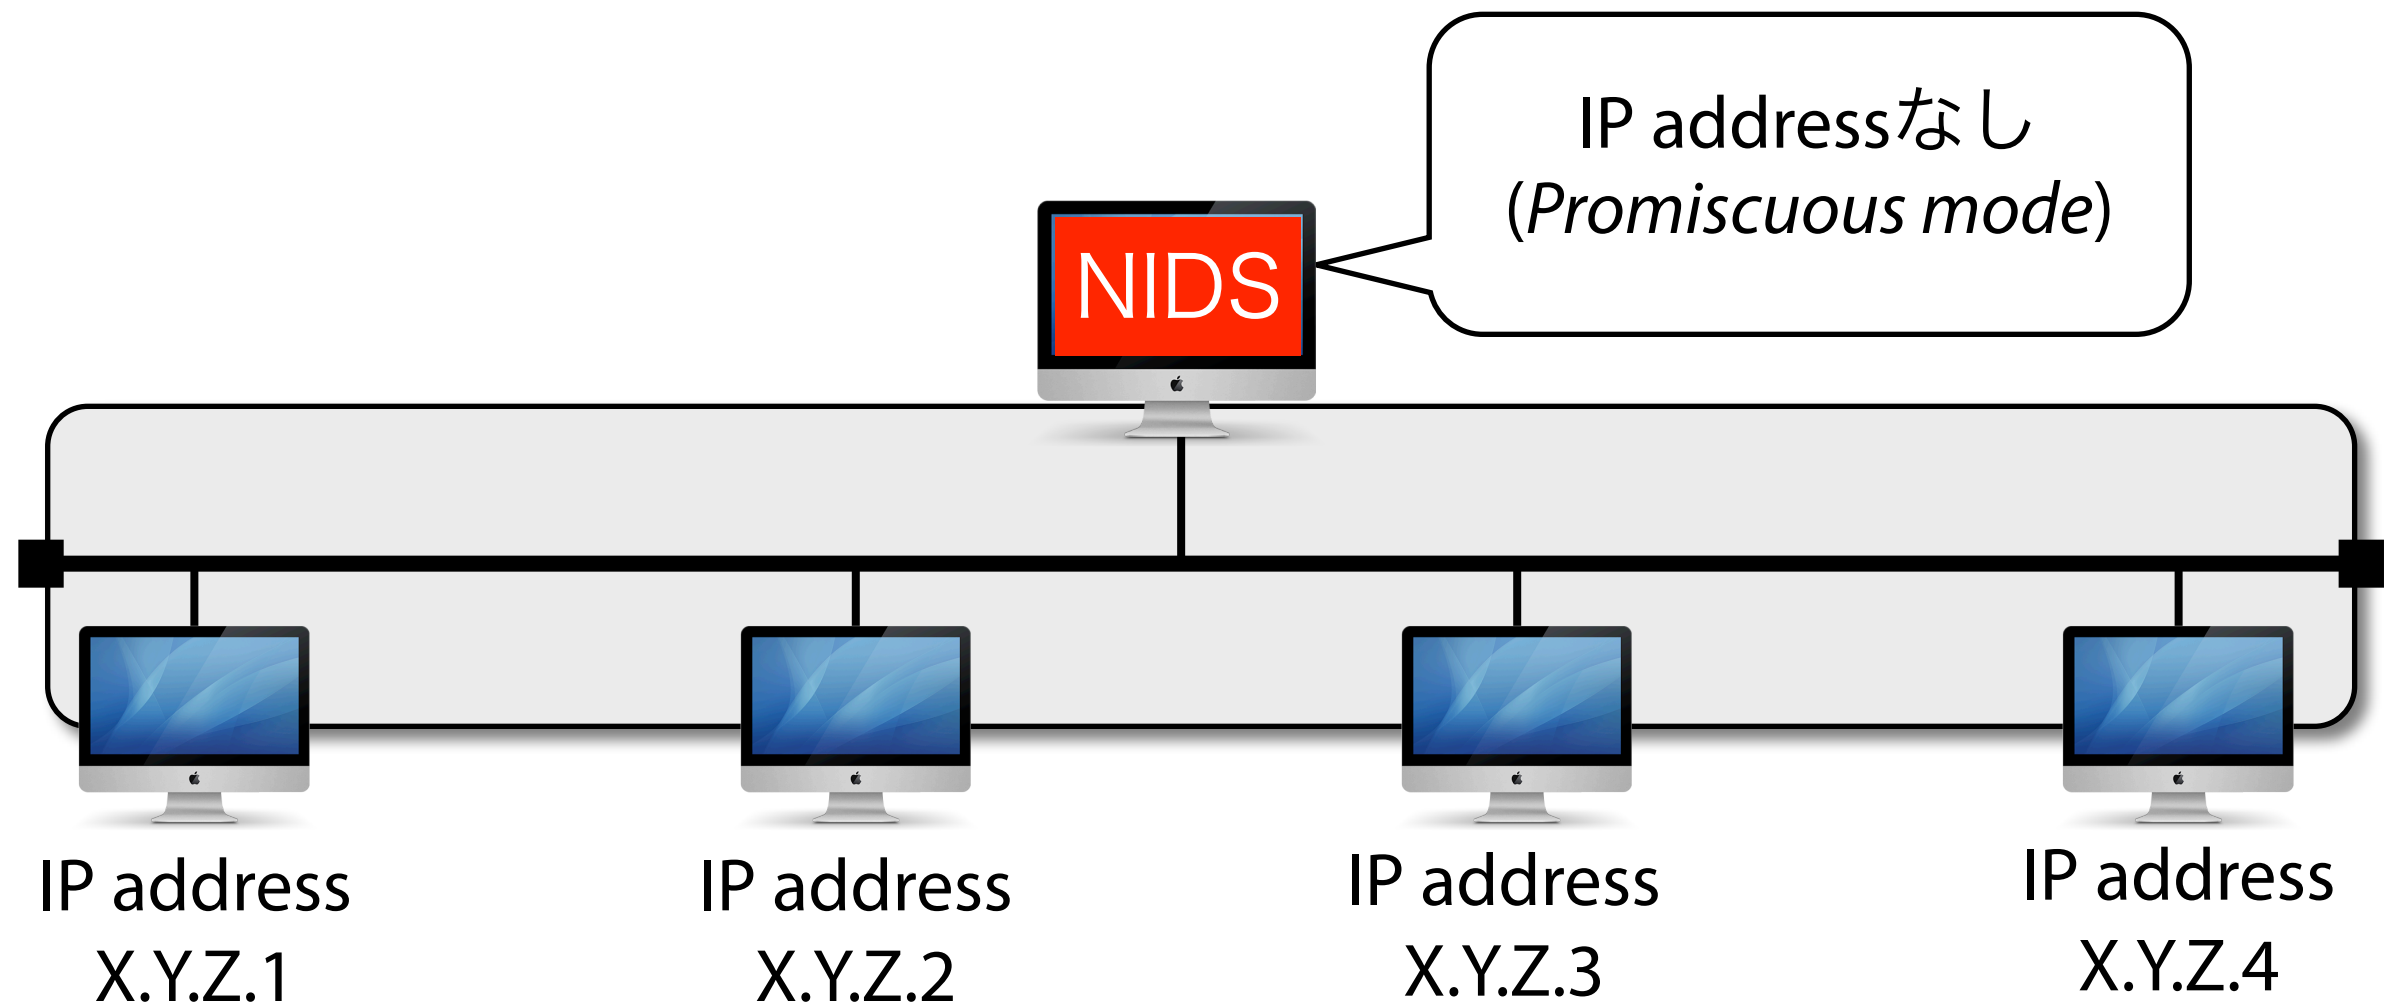 IP addressなし
(Promiscuous mode)
NIDS
IP address
X.Y.Z.1
IP address
X.Y.Z.2
IP address
X.Y.Z.3
IP address
X.Y.Z.4